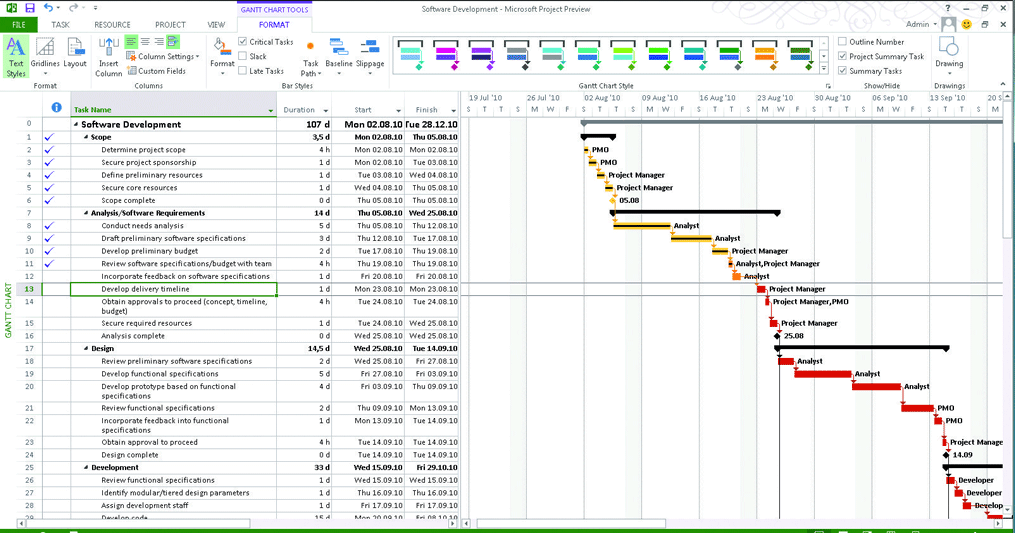 GANTT CHART TOOLS
Software Development - Microsoft Project Preview
FILE TASK RESOURCE PROJECT VIEW FORMAT Admin
Text Styles Gridlines Layout Insert Column Column Settings Custom Fields Format Critical Tasks Slack Late Tasks Task Path Baseline Slippage Outline Number Project Summary Task Summary Tasks Drawing
Format Columns Bar Styles Gantt Chart Style Show/Hide Drawings
Task Name Duration Start Finish
19 Jul '10 26 Jul '10 02 Aug '10 09 Aug '10 16 Aug '10 23 Aug '10 30 Aug '10 06 Sep '10 13 Sep '10 20 S
S T T S M W F S T T S M W F S T T S M W F S T T S M W F S T T S M
GANTT CHART
0 Software Development 107 d Mon 02.08.10 Tue 28.12.10
1 Scope 3,5 d Mon 02.08.10 Thu 05.08.10
2 Determine project scope 4 h Mon 02.08.10 Mon 02.08.10 PMO
3 Secure project sponsorship 1 d Mon 02.08.10 Tue 03.08.10 PMO
4 Define preliminary resources 1 d Tue 03.08.10 Wed 04.08.10 Project Manager
5 Secure core resources 1 d Wed 04.08.10 Thu 05.08.10 Project Manager
6 Scope complete 0 d Thu 05.08.10 Thu 05.08.10 05.08
7 Analysis/Software Requirements 14 d Thu 05.08.10 Wed 25.08.10
8 Conduct needs analysis 5 d Thu 05.08.10 Thu 12.08.10 Analyst
9 Draft preliminary software specifications 3 d Thu 12.08.10 Tue 17.08.10 Analyst
10 Develop preliminary budget 2 d Tue 17.08.10 Thu 19.08.10 Project Manager
11 Review software specifications/budget with team 4 h Thu 19.08.10 Thu 19.08.10 Analyst,Project Manager
12 Incorporate feedback on software specifications 1 d Fri 20.08.10 Fri 20.08.10 Analyst
13 Develop delivery timeline 1 d Mon 23.08.10 Mon 23.08.10 Project Manager
14 Obtain approvals to proceed (concept, timeline, 4 h Tue 24.08.10 Tue 24.08.10 Project Manager,PMO
budget)
15 Secure required resources 1 d Tue 24.08.10 Wed 25.08.10 Project Manager
16 Analysis complete 0 d Wed 25.08.10 Wed 25.08.10 25.08
17 Design 14,5 d Wed 25.08.10 Tue 14.09.10
18 Review preliminary software specifications 2 d Wed 25.08.10 Fri 27.08.10 Analyst
19 Develop functional specifications 5 d Fri 27.08.10 Fri 03.09.10 Analyst
20 Develop prototype based on functional 4 d Fri 03.09.10 Thu 09.09.10 Analyst
specifications
21 Review functional specifications 2 d Thu 09.09.10 Mon 13.09.10 PMO
22 Incorporate feedback into functional 1 d Mon 13.09.10 Tue 14.09.10 PMO
specifications
23 Obtain approval to proceed 4 h Tue 14.09.10 Tue 14.09.10 Project Manage
24 Design complete 0 d Tue 14.09.10 Tue 14.09.10 14.09
25 Development 33 d Wed 15.09.10 Fri 29.10.10
26 Review functional specifications 1 d Wed 15.09.10 Wed 15.09.10 Developer
27 Identify modular/tiered design parameters 1 d Thu 16.09.10 Thu 16.09.10 Developer
28 Assign development staff 1 d Fri 17.09.10 Fri 17.09.10 Develop
29 Develop code 15 d Mon 20.09.10 Fri 08.10.10